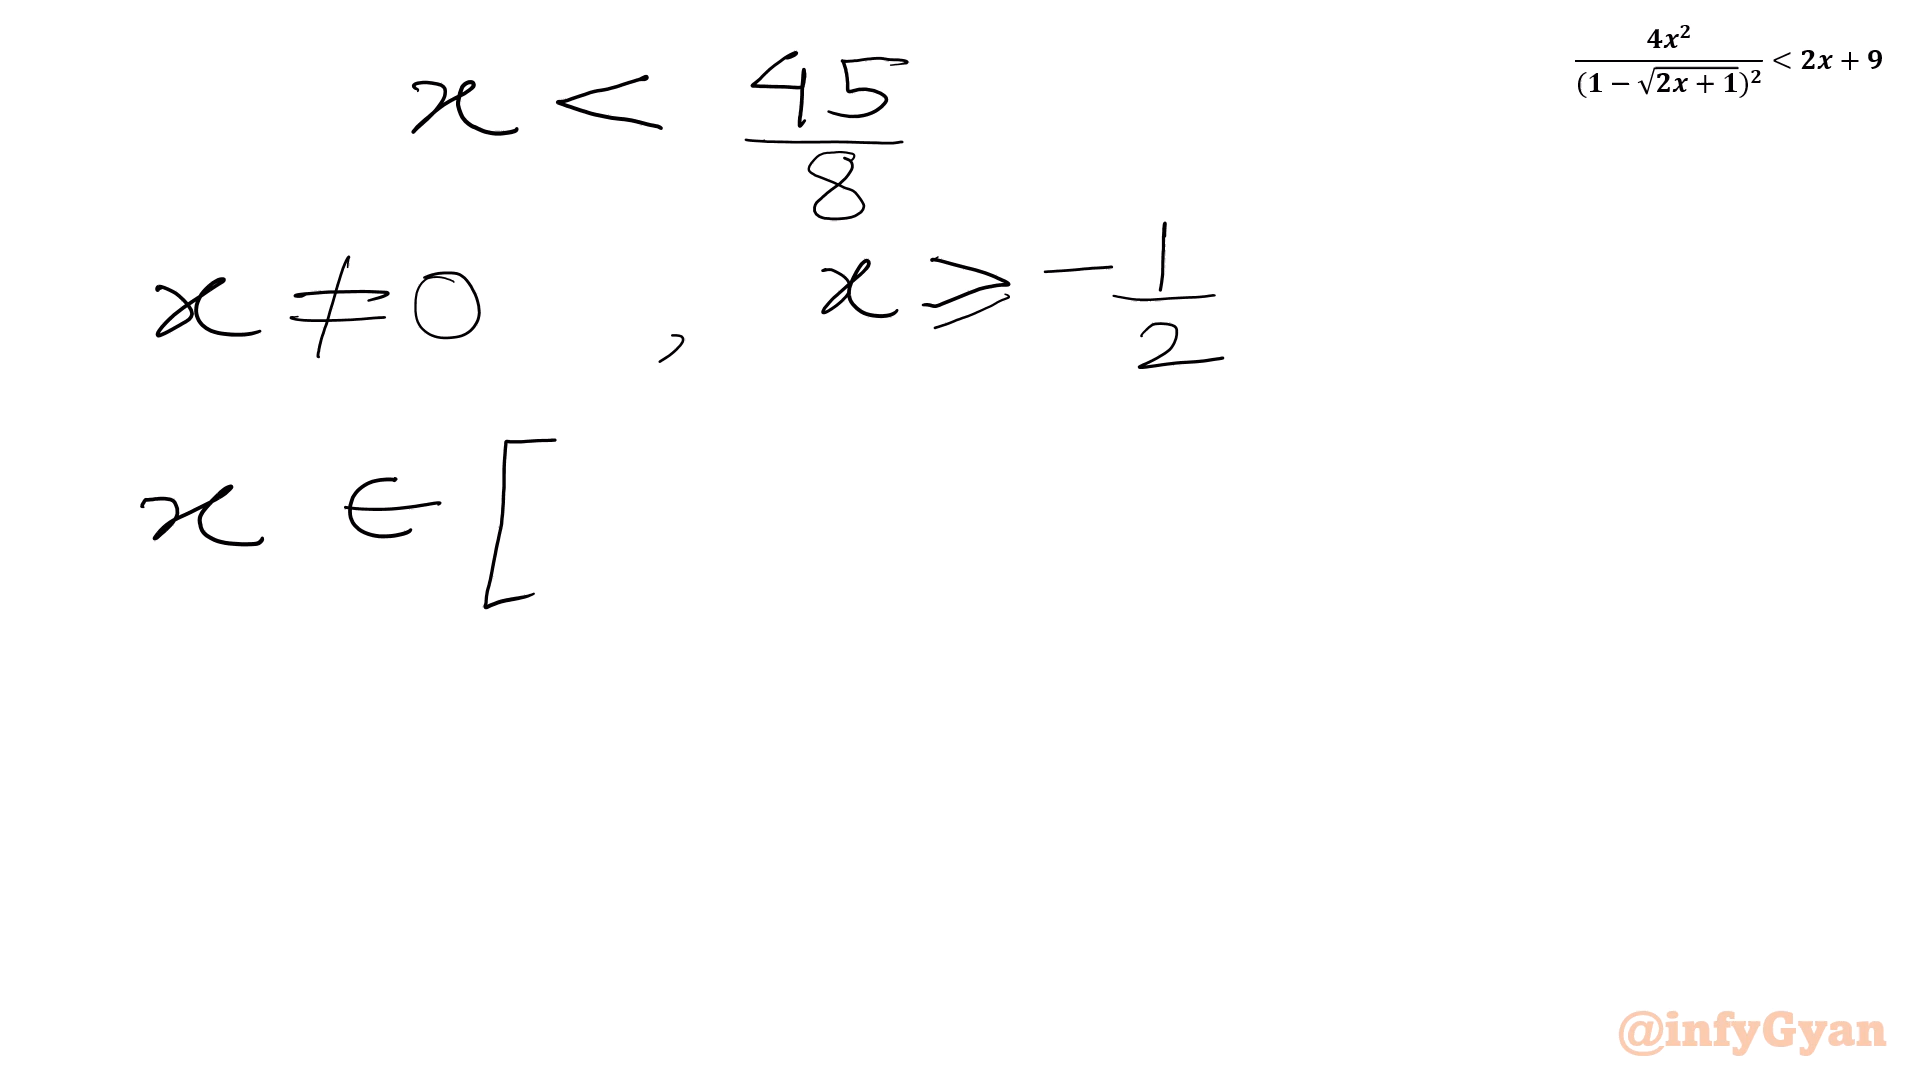 x < 45/8
4x²/(1 − √(2x + 1))² < 2x + 9
x ≠ 0 , x ⩾ −1/2
x ∈ [
@infyGyan